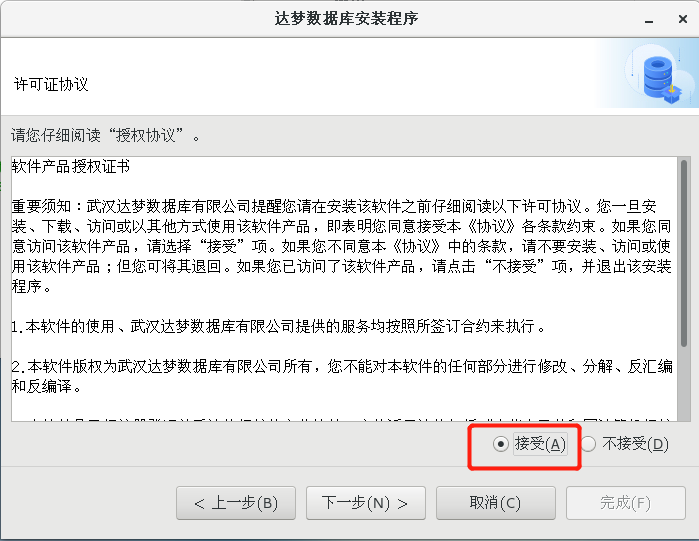 达梦数据库安装程序
许可证协议
请您仔细阅读“授权协议”。
软件产品授权证书
重要须知：武汉达梦数据库有限公司提醒您请在安装该软件之前仔细阅读以下许可协议。您一旦安
装、下载、访问或以其他方式使用该软件产品，即表明您同意接受本《协议》各条款约束。如果您同
意访问该软件产品，请选择“接受”项。如果您不同意本《协议》中的条款，请不要安装、访问或使
用该软件产品；但您可将其退回。如果您已访问了该软件产品，请点击“不接受”项，并退出该安装
程序。
1.本软件的使用、武汉达梦数据库有限公司提供的服务均按照所签订合约来执行。
2.本软件版权为武汉达梦数据库有限公司所有，您不能对本软件的任何部分进行修改、分解、反汇编
和反编译。
接受(A) 不接受(D)
< 上一步(B) 下一步(N) > 取消(C) 完成(F)